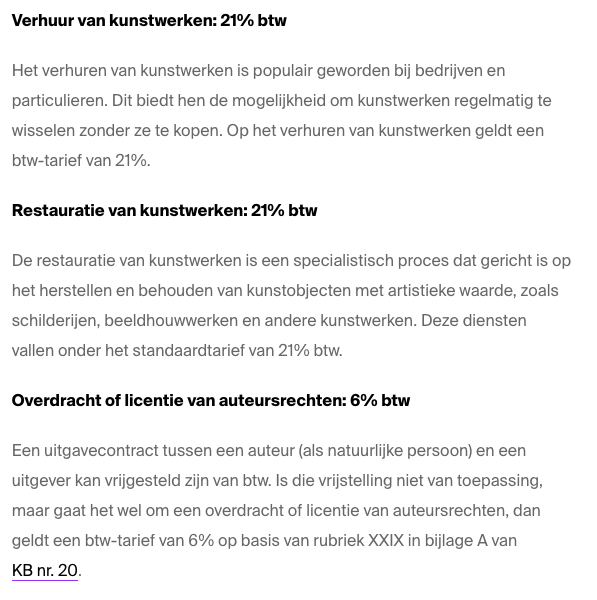 Verhuur van kunstwerken: 21% btw
Het verhuren van kunstwerken is populair geworden bij bedrijven en
particulieren. Dit biedt hen de mogelijkheid om kunstwerken regelmatig te
wisselen zonder ze te kopen. Op het verhuren van kunstwerken geldt een
btw-tarief van 21%.
Restauratie van kunstwerken: 21% btw
De restauratie van kunstwerken is een specialistisch proces dat gericht is op
het herstellen en behouden van kunstobjecten met artistieke waarde, zoals
schilderijen, beeldhouwwerken en andere kunstwerken. Deze diensten
vallen onder het standaardtarief van 21% btw.
Overdracht of licentie van auteursrechten: 6% btw
Een uitgavecontract tussen een auteur (als natuurlijke persoon) en een
uitgever kan vrijgesteld zijn van btw. Is die vrijstelling niet van toepassing,
maar gaat het wel om een overdracht of licentie van auteursrechten, dan
geldt een btw-tarief van 6% op basis van rubriek XXIX in bijlage A van
KB nr. 20.